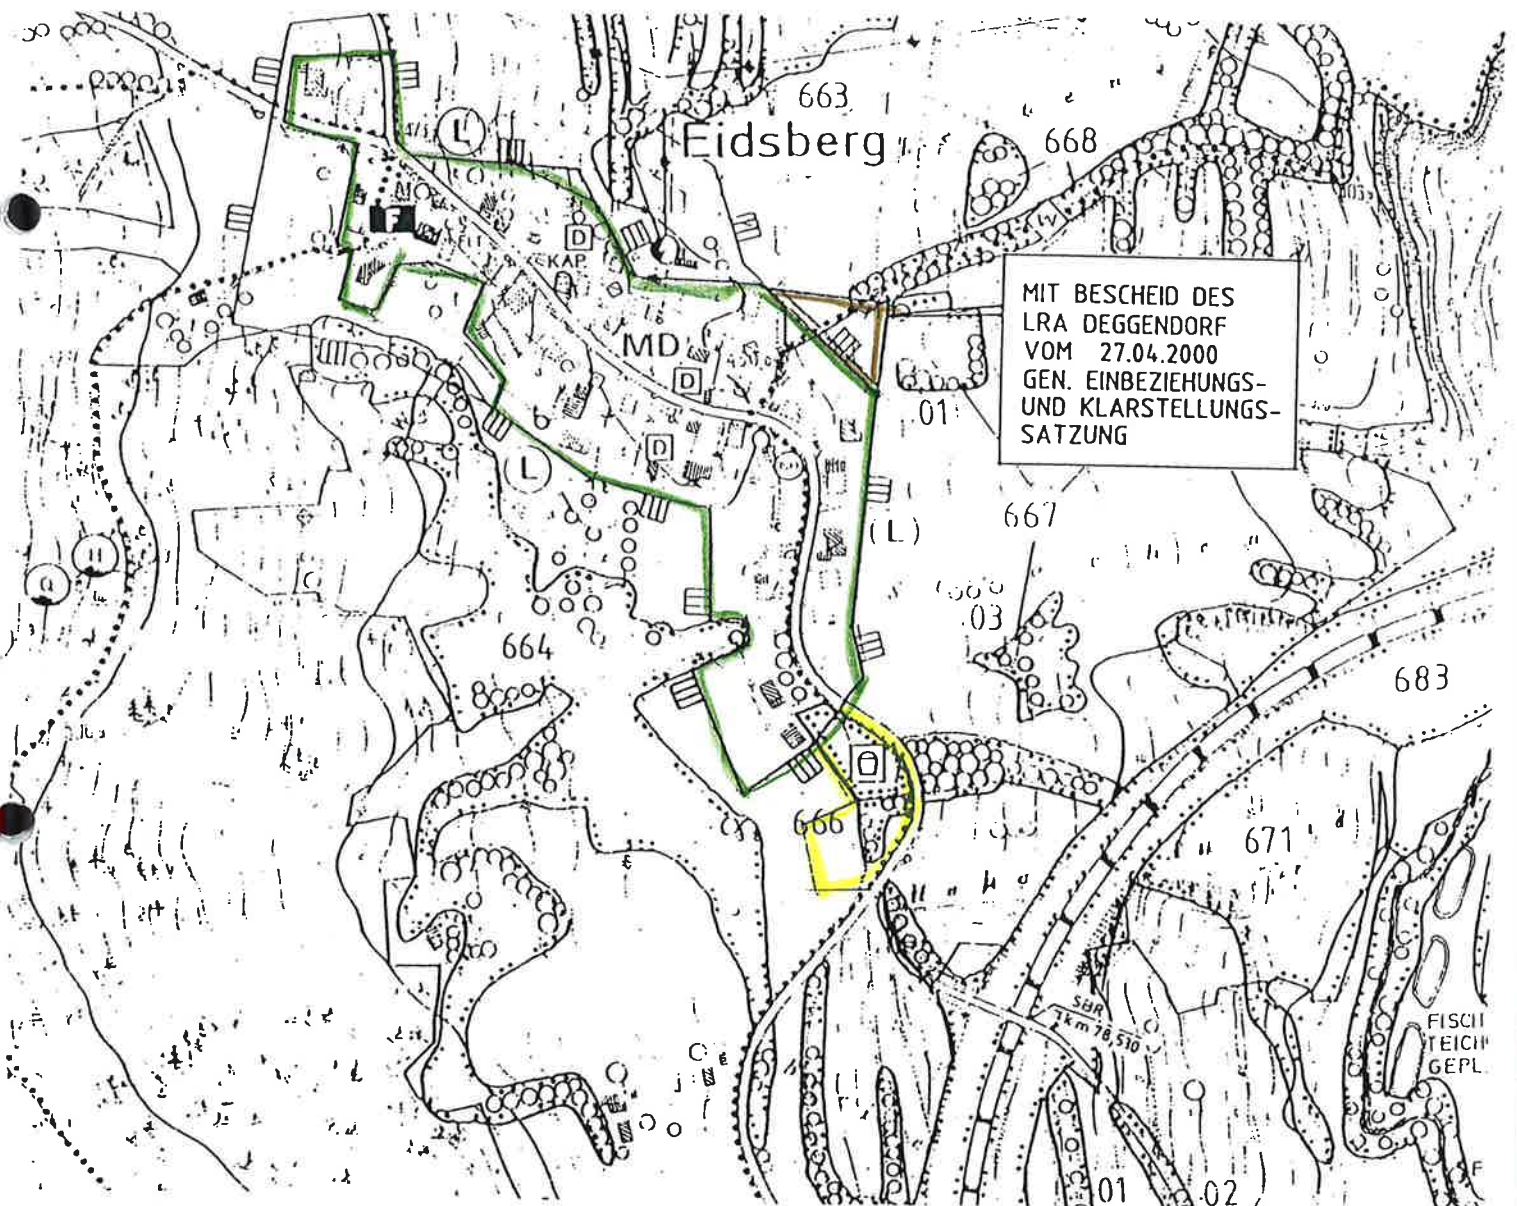 663
Eidsberg
668
L
F
D
KAP.
MD
D
D
L
MIT BESCHEID DES
LRA DEGGENDORF
VOM 27.04.2000
GEN. EINBEZIEHUNGS-
UND KLARSTELLUNGS-
SATZUNG
01
667
(L)
03
664
683
666
671
SBR
km 78,510
FISCH
TEICH
GEPL.
01
02